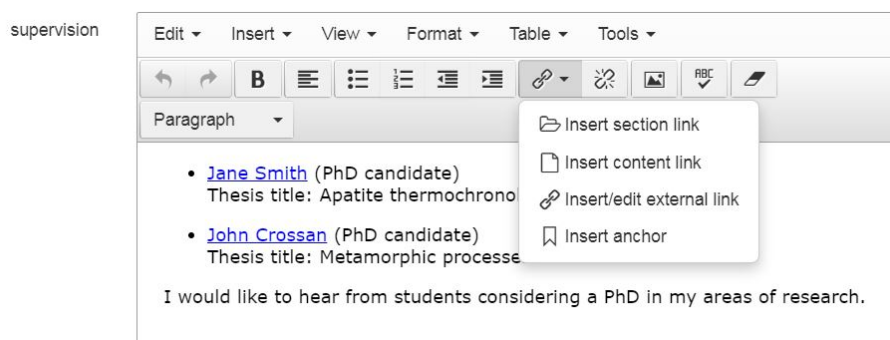 supervision
Edit Insert View Format Table Tools
B ABC
Paragraph
Insert section link
Insert content link
Insert/edit external link
Insert anchor
Jane Smith (PhD candidate)
Thesis title: Apatite
John Crossan (PhD candidate)
Thesis title: Metamorphic
I would like to hear from students considering a PhD in my areas of research.